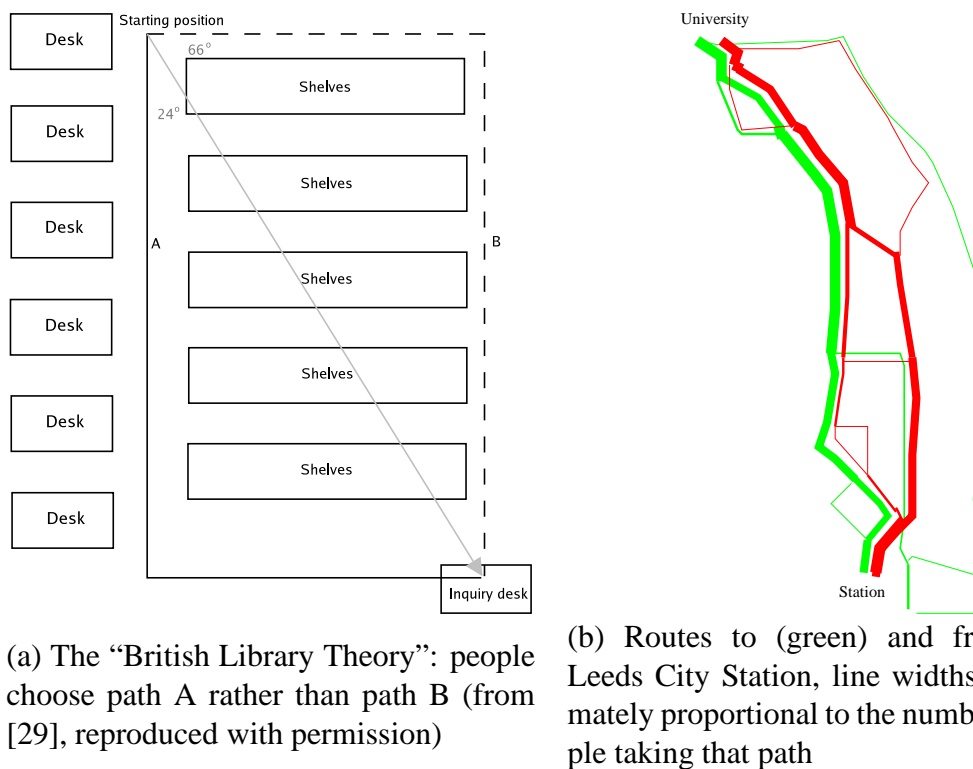 Starting position
Desk
66°
Shelves
24°
Desk
Shelves
Desk
A
B
Shelves
Desk
Shelves
Desk
Shelves
Desk
Inquiry desk
(a) The “British Library Theory”: people
choose path A rather than path B (from
[29], reproduced with permission)
University
Station
(b) Routes to (green) and fr
Leeds City Station, line widths
mately proportional to the numb
ple taking that path